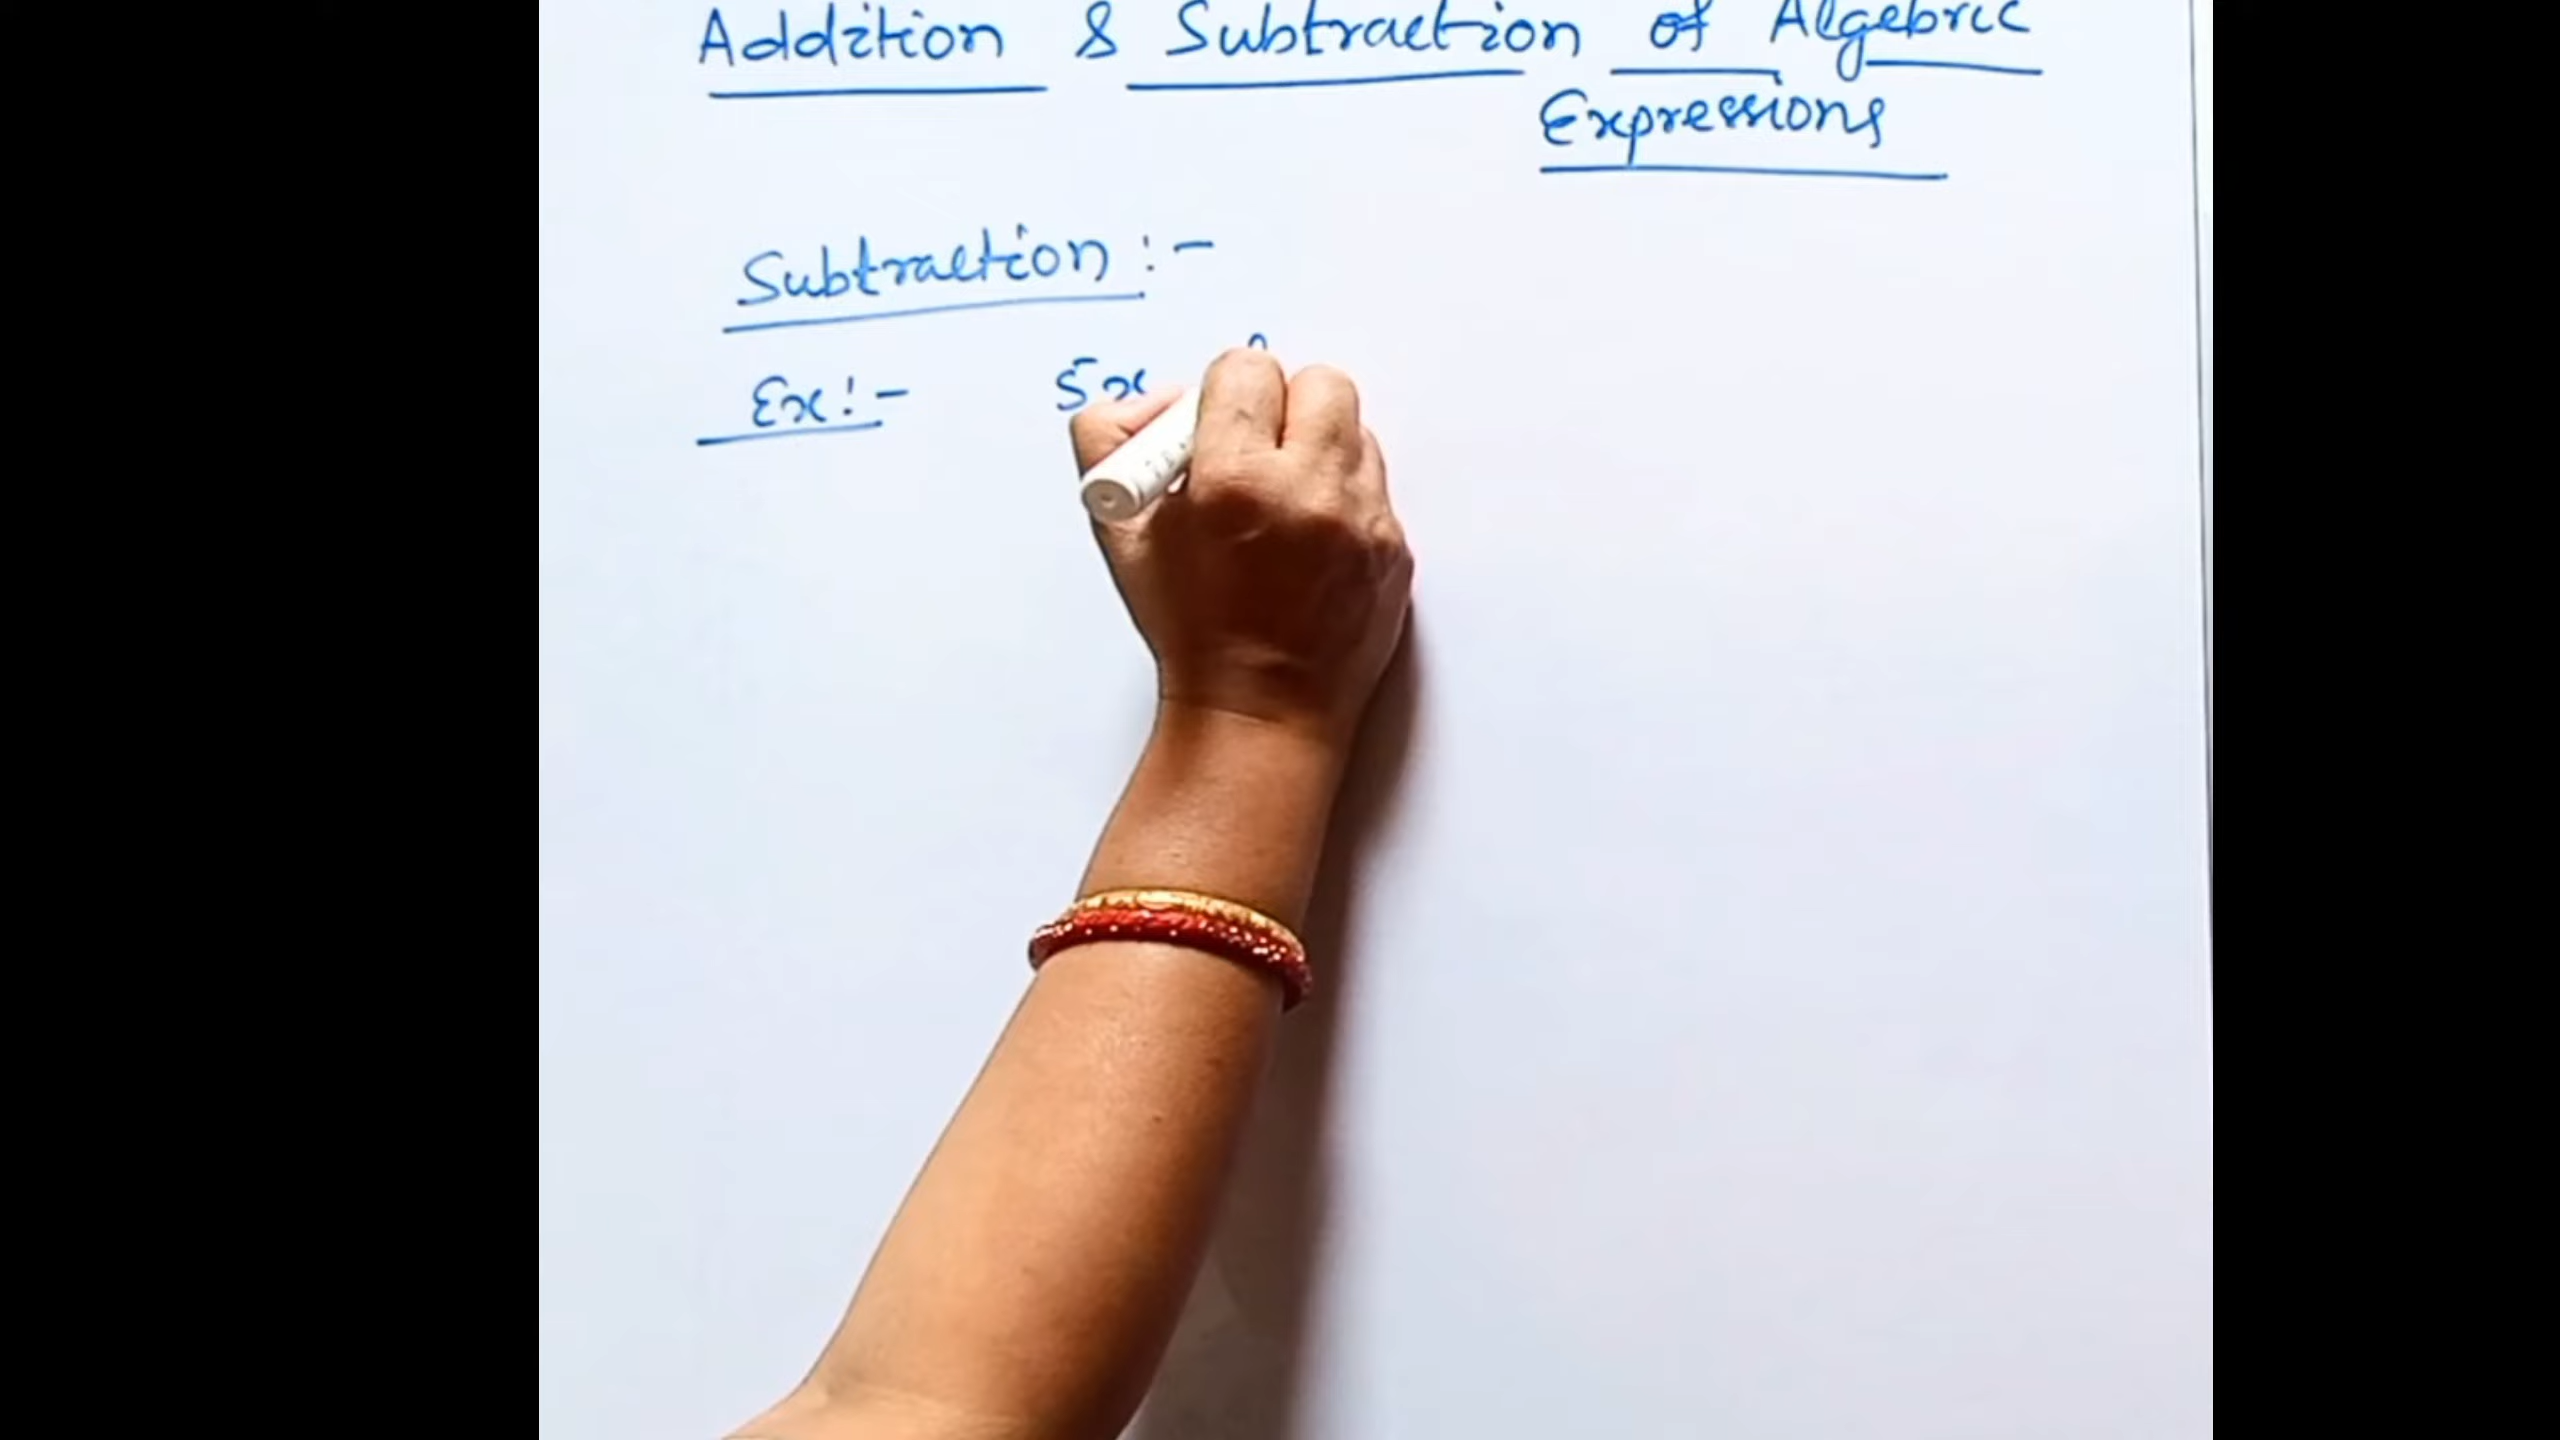 Addition & Subtraction of Algebric
Expressions
Subtraction :-
Ex:- 5x